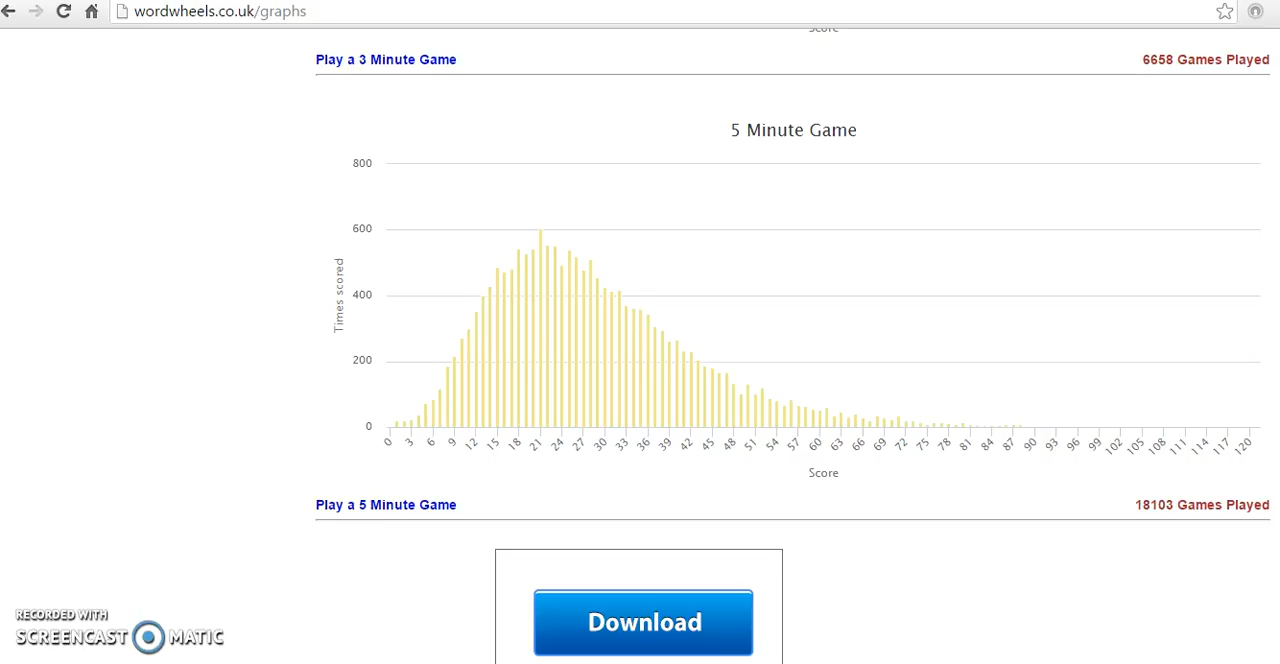 wordwheels.co.uk/graphs
Score
Play a 3 Minute Game
6658 Games Played
5 Minute Game
800
600
400
200
0
Times scored
0 3 6 9 12 15 18 21 24 27 30 33 36 39 42 45 48 51 54 57 60 63 66 69 72 75 78 81 84 87 90 93 96 99 102 105 108 111 114 117 120
Score
Play a 5 Minute Game
18103 Games Played
Download
RECORDED WITH
SCREENCAST MATIC